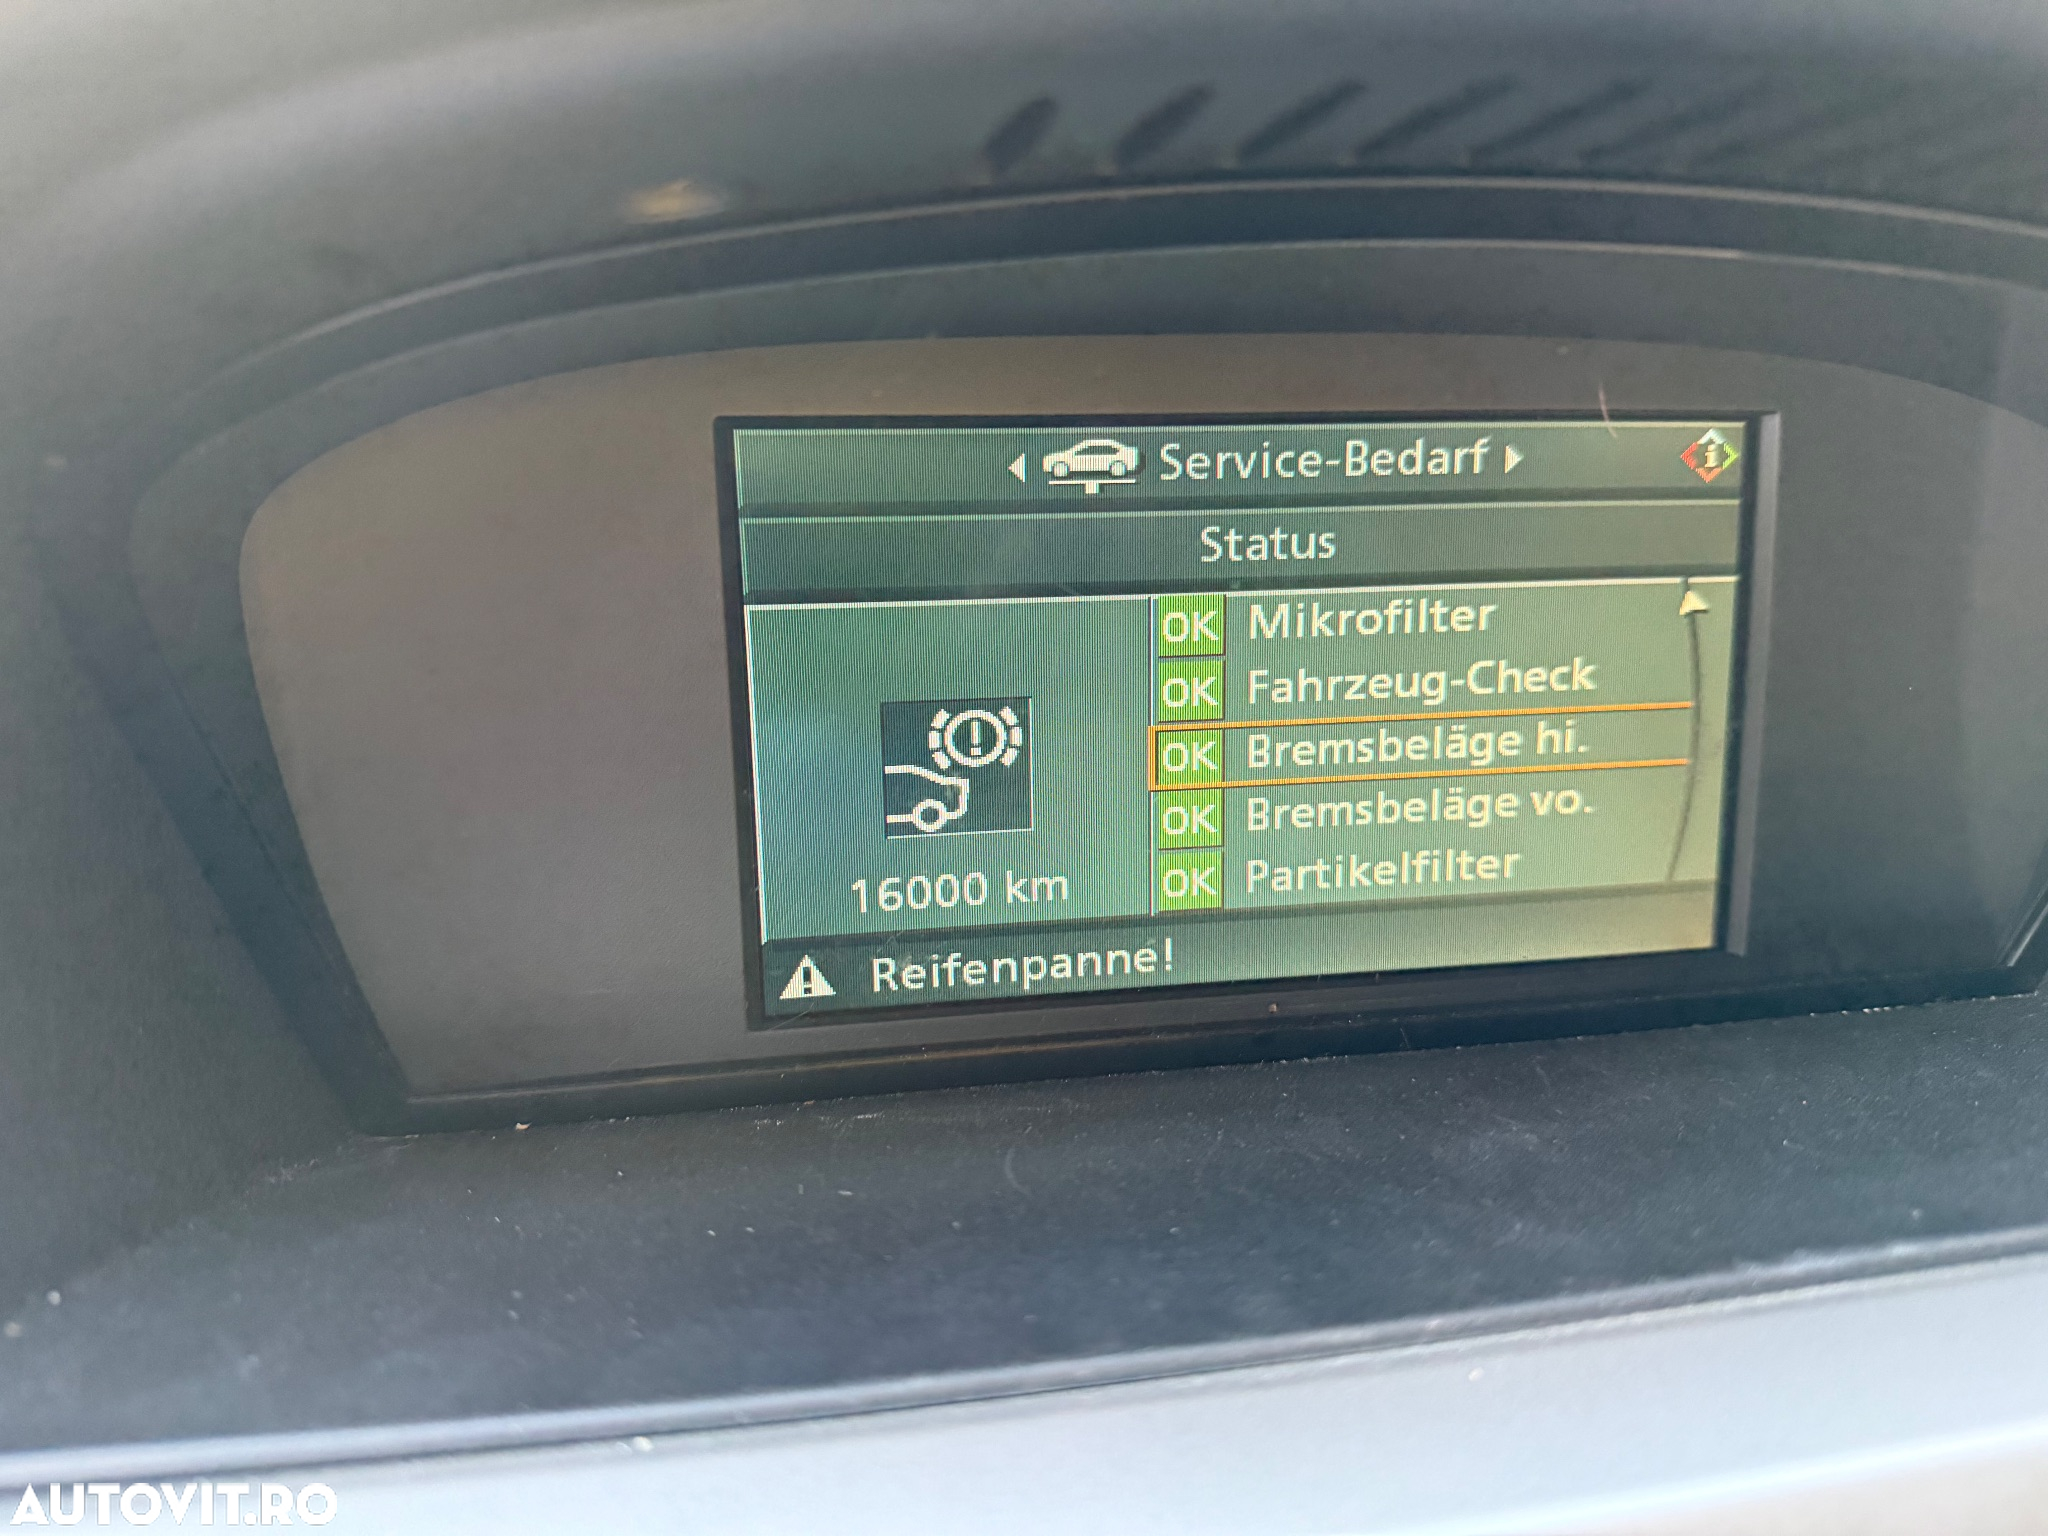 Service-Bedarf
Status
OK Mikrofilter
OK Fahrzeug-Check
OK Bremsbeläge hi.
OK Bremsbeläge vo.
OK Partikelfilter
16000 km
Reifenpanne!
AUTOVIT.RO